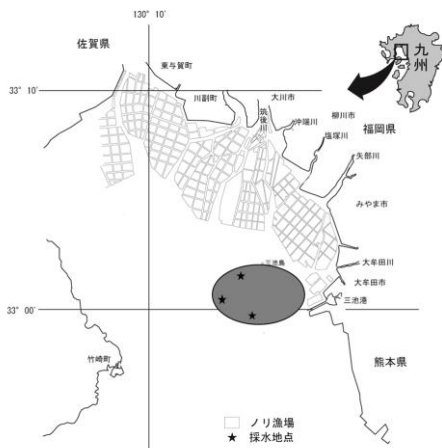 130° 10′
佐賀県
東与賀町
九州
33° 10′
川副町
大川市
筑後川
沖端川
柳川市
福岡県
塩塚川
矢部川
みやま市
三池島
大牟田川
大牟田市
三池港
33° 00′
竹崎町
熊本県
ノリ漁場
★ 採水地点